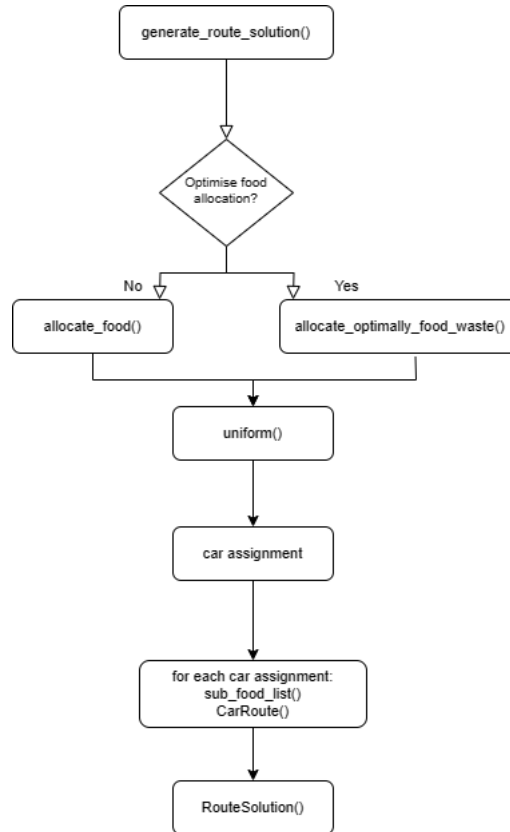 generate_route_solution()
Optimise food
allocation?
No
Yes
allocate_food()
allocate_optimally_food_waste()
uniform()
car assignment
for each car assignment:
sub_food_list()
CarRoute()
RouteSolution()